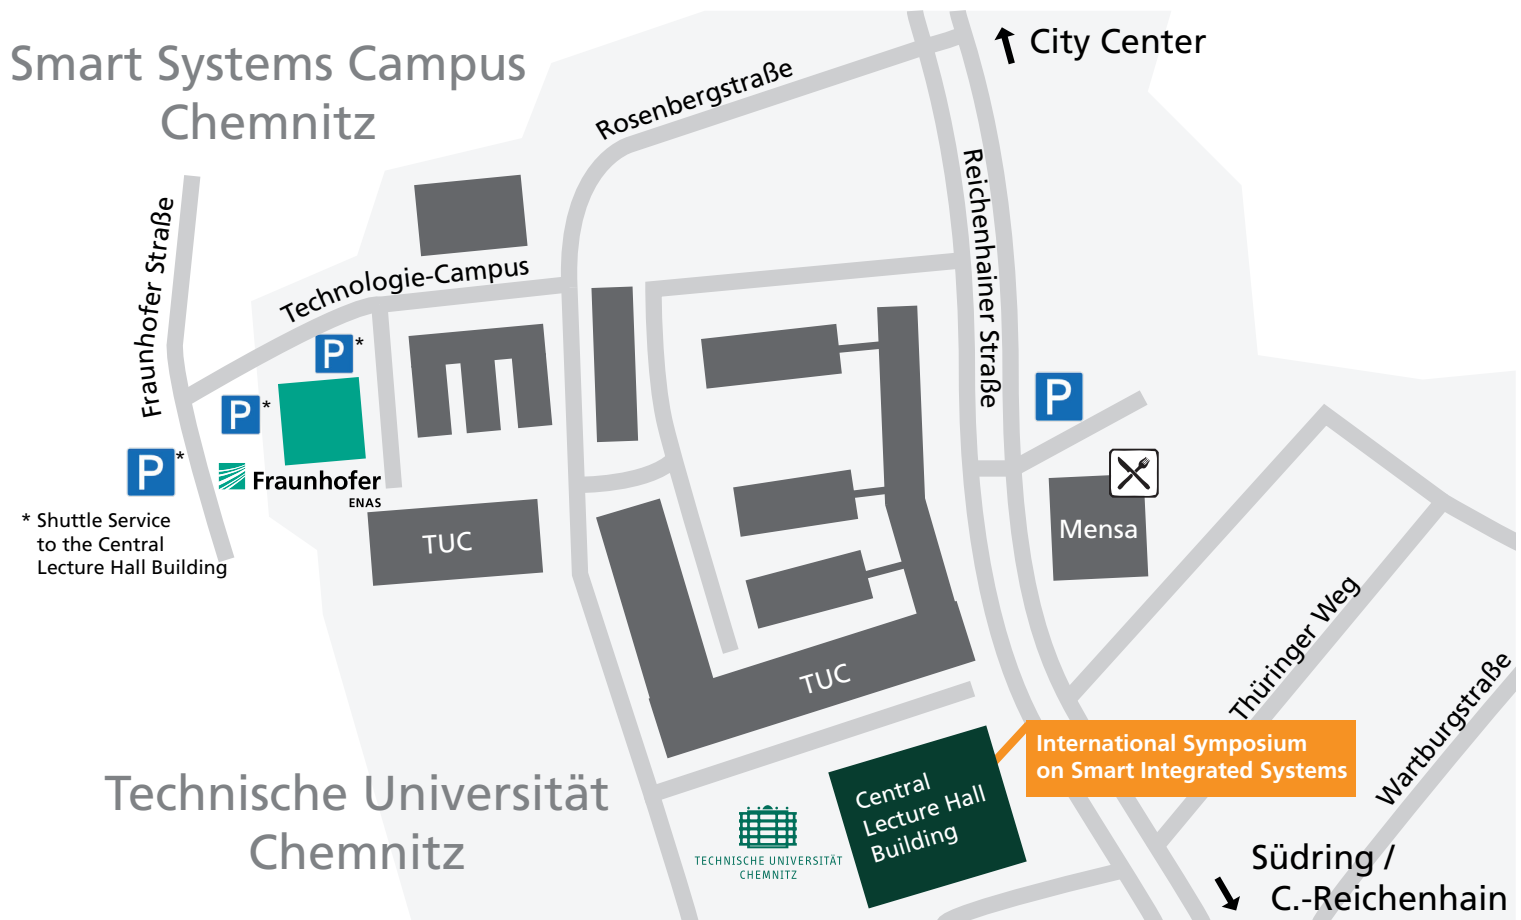 Smart Systems Campus
Chemnitz
City Center
Rosenbergstraße
Reichenhainer Straße
Fraunhofer Straße
Technologie-Campus
P*
P*
P*
P
Fraunhofer
ENAS
* Shuttle Service
to the Central
Lecture Hall Building
TUC
Mensa
TUC
Thüringer Weg
Wartburgstraße
International Symposium
on Smart Integrated Systems
Central
Lecture Hall
Building
Technische Universität
Chemnitz
TECHNISCHE UNIVERSITÄT
CHEMNITZ
Südring /
C.-Reichenhain